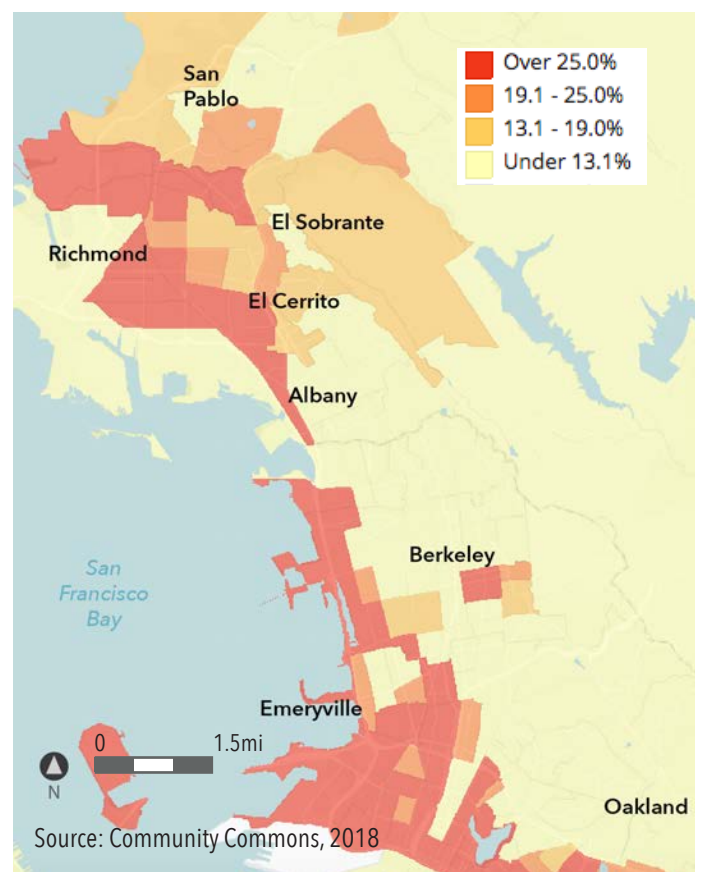 San
Pablo
Over 25.0%
19.1 - 25.0%
13.1 - 19.0%
Under 13.1%
El Sobrante
Richmond
El Cerrito
Albany
Berkeley
San
Francisco
Bay
Emeryville
0 1.5mi
N
Oakland
Source: Community Commons, 2018